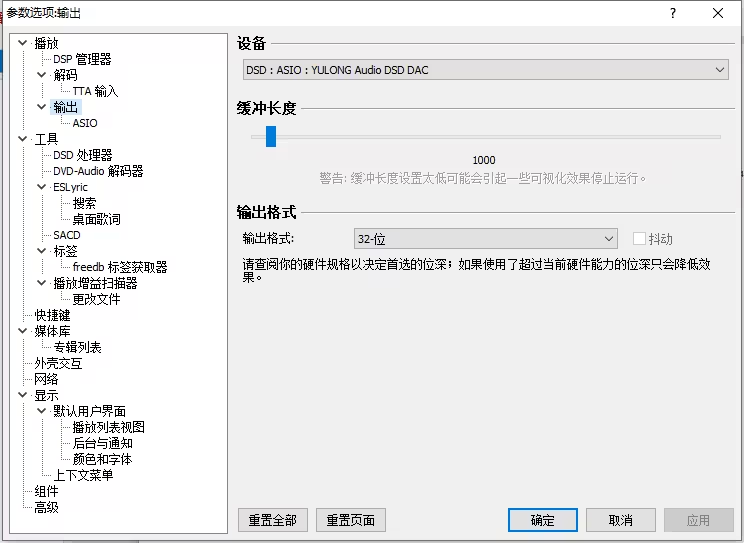 参数选项:输出
?
播放
DSP 管理器
解码
TTA 输入
输出
ASIO
工具
DSD 处理器
DVD-Audio 解码器
ESLyric
搜索
桌面歌词
SACD
标签
freedb 标签获取器
播放增益扫描器
更改文件
快捷键
媒体库
专辑列表
外壳交互
网络
显示
默认用户界面
播放列表视图
后台与通知
颜色和字体
上下文菜单
组件
高级
设备
DSD : ASIO : YULONG Audio DSD DAC
缓冲长度
1000
警告: 缓冲长度设置太低可能会引起一些可视化效果停止运行。
输出格式
输出格式: 32-位 抖动
请查阅你的硬件规格以决定首选的位深；如果使用了超过当前硬件能力的位深只会降低效
果。
重置全部 重置页面 确定 取消 应用